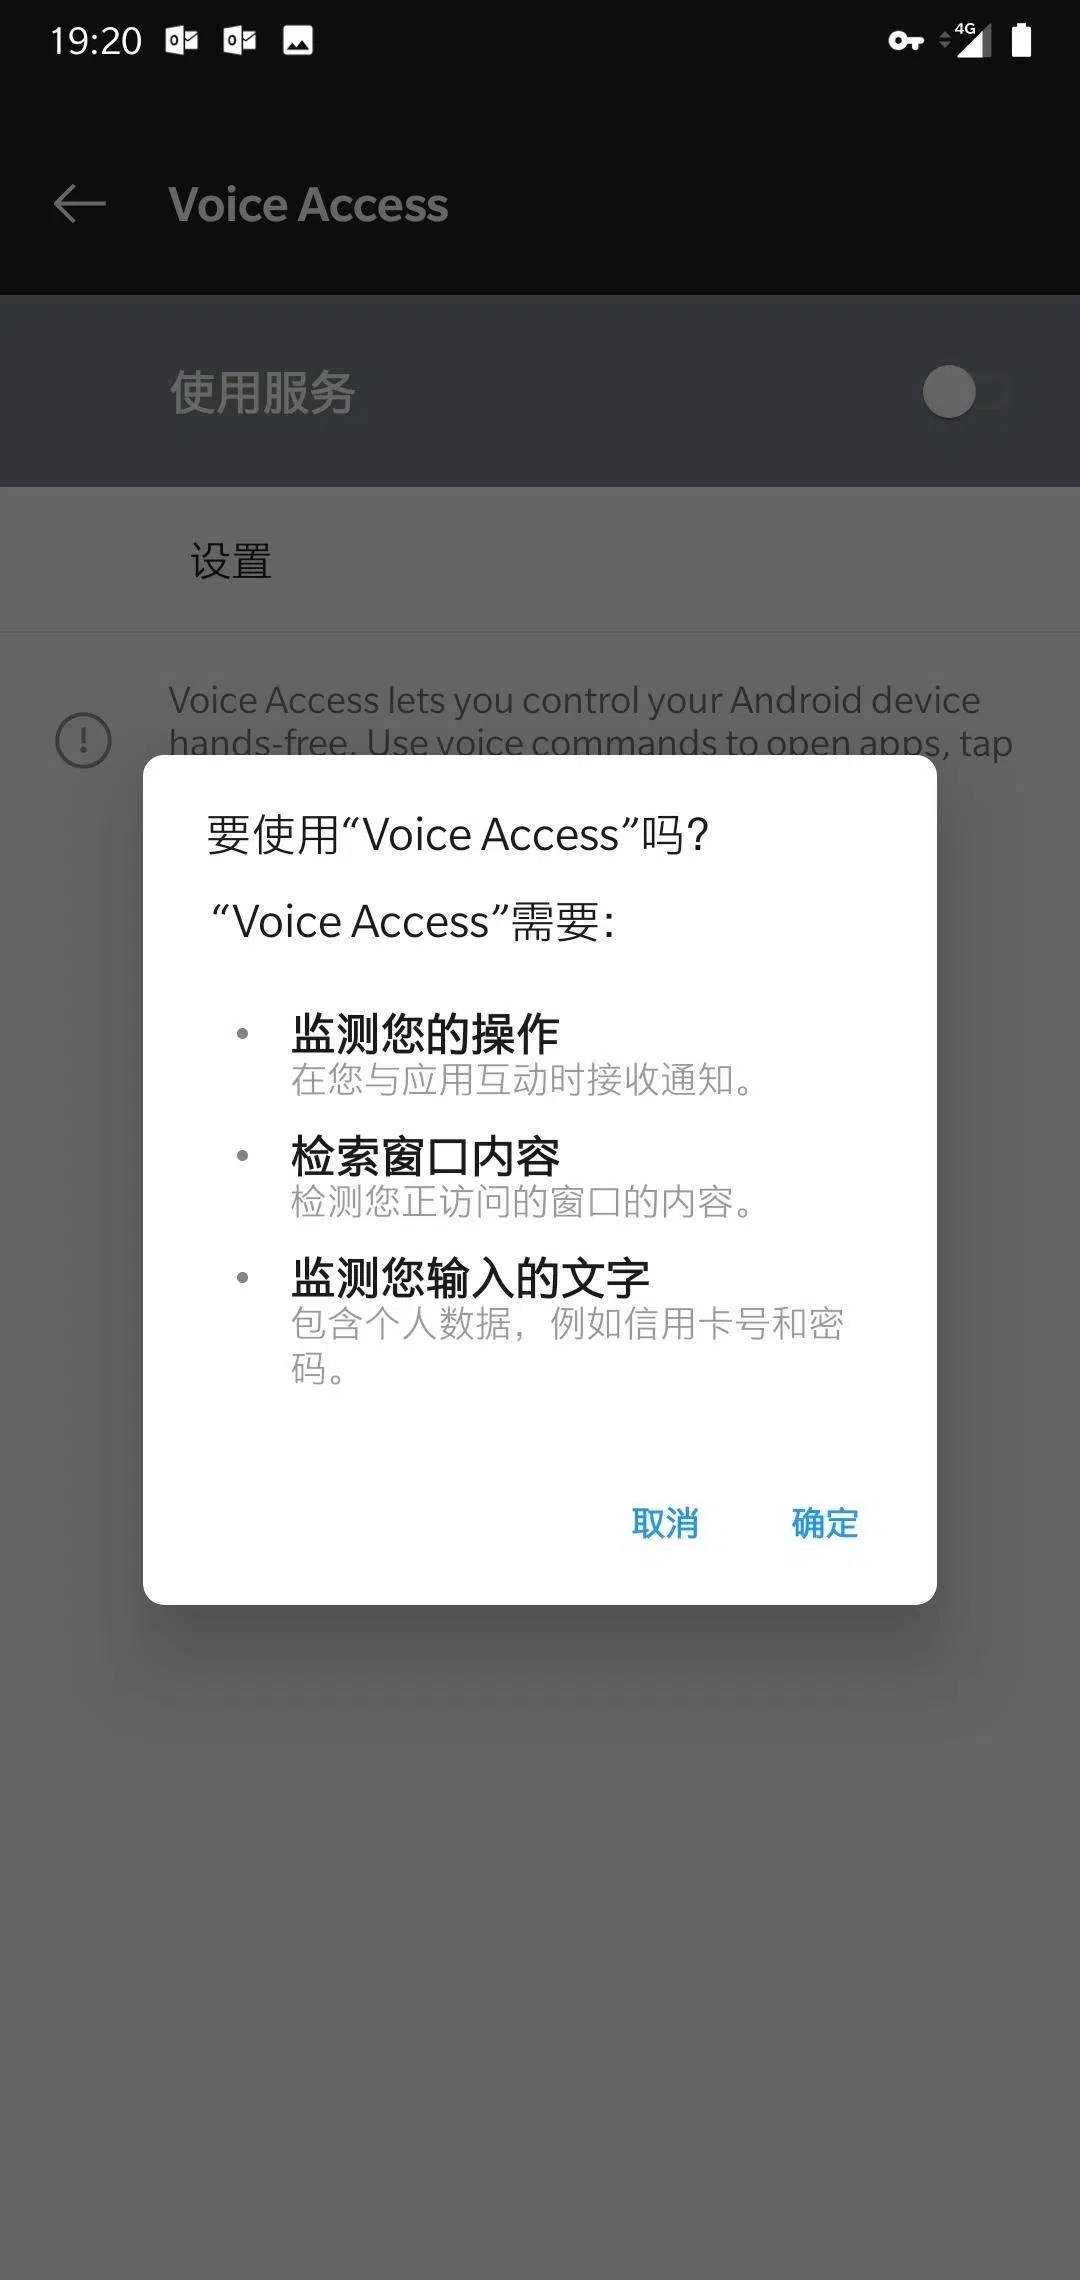 19:20
4G
Voice Access
使用服务
设置
Voice Access lets you control your Android device
hands-free. Use voice commands to open apps, tap
要使用“Voice Access”吗?
“Voice Access”需要:
监测您的操作
在您与应用互动时接收通知。
检索窗口内容
检测您正访问的窗口的内容。
监测您输入的文字
包含个人数据，例如信用卡号和密
码。
取消 确定